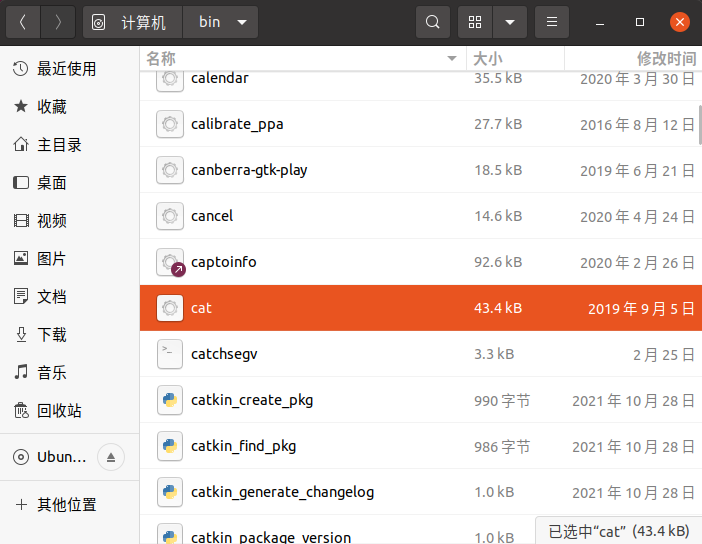 计算机 bin
名称 大小 修改时间
最近使用
收藏
主目录
桌面
视频
图片
文档
下载
音乐
回收站
Ubun...
其他位置
calendar 35.5 kB 2020 年 3 月 30 日
calibrate_ppa 27.7 kB 2016 年 8 月 12 日
canberra-gtk-play 18.5 kB 2019 年 6 月 21 日
cancel 14.6 kB 2020 年 4 月 24 日
captoinfo 92.6 kB 2020 年 2 月 26 日
cat 43.4 kB 2019 年 9 月 5 日
>_
catchsegv 3.3 kB 2 月 25 日
catkin_create_pkg 990 字节 2021 年 10 月 28 日
catkin_find_pkg 986 字节 2021 年 10 月 28 日
catkin_generate_changelog 1.0 kB 2021 年 10 月 28 日
catkin_package_version 1.0 kB
已选中“cat” (43.4 kB)